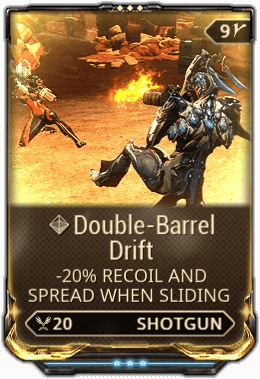 9
Double-Barrel
Drift
-20% RECOIL AND
SPREAD WHEN SLIDING
20 SHOTGUN